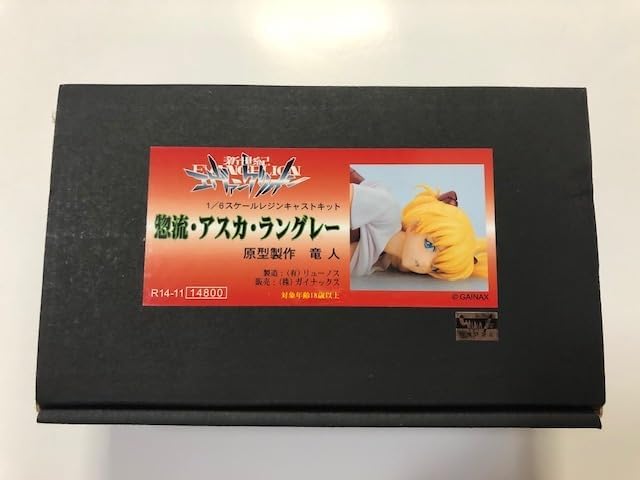 新世紀
EVANGELION
エヴァンゲリオン
1/6スケールレジンキャストキット
惣流・アスカ・ラングレー
原型製作 竜人
製造:(有)リューノス
販売:(株)ガイナックス
R14-11 14800
対象年齢18歳以上
©GAINAX